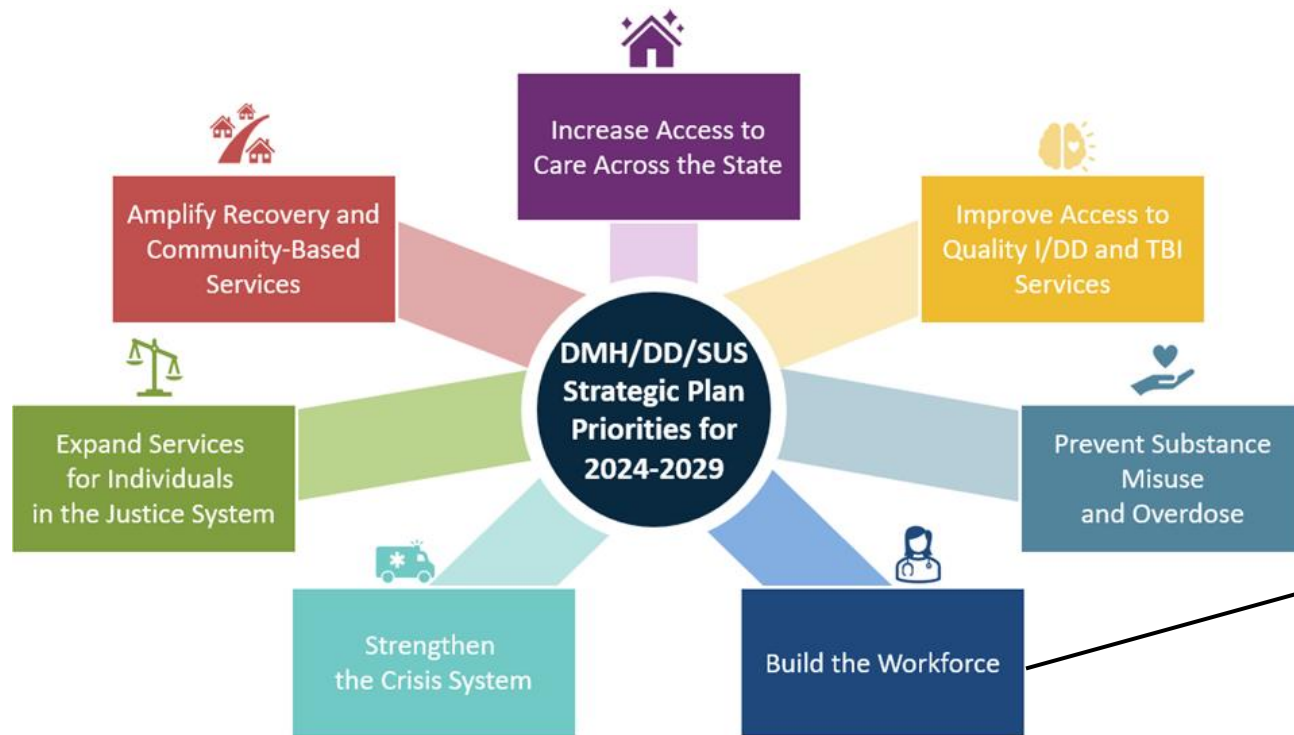 Increase Access to
Care Across the State
Amplify Recovery and
Community-Based
Services
Improve Access to
Quality I/DD and TBI
Services
DMH/DD/SUS
Strategic Plan
Priorities for
2024-2029
Expand Services
for Individuals
in the Justice System
Prevent Substance
Misuse
and Overdose
Strengthen
the Crisis System
Build the Workforce